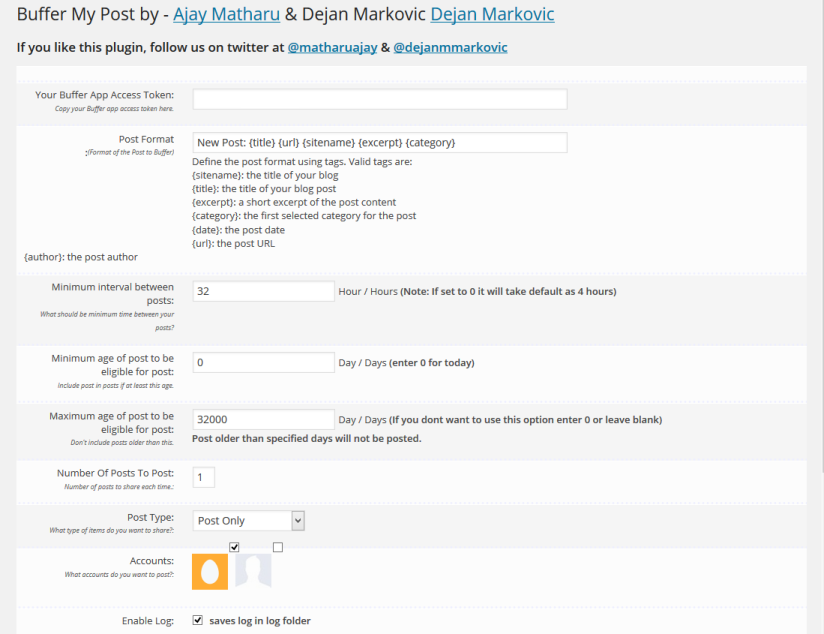 Buffer My Post by - Ajay Matharu & Dejan Markovic Dejan Markovic
If you like this plugin, follow us on twitter at @matharuajay & @dejanmmarkovic
Your Buffer App Access Token:
Copy your Buffer app access token here.
Post Format
:(Format of the Post to Buffer)
New Post: {title} {url} {sitename} {excerpt} {category}
Define the post format using tags. Valid tags are:
{sitename}: the title of your blog
{title}: the title of your blog post
{excerpt}: a short excerpt of the post content
{category}: the first selected category for the post
{date}: the post date
{url}: the post URL
{author}: the post author
Minimum interval between
posts:
What should be minimum time between your
posts?
32 Hour / Hours (Note: If set to 0 it will take default as 4 hours)
Minimum age of post to be
eligible for post:
Include post in posts if at least this age.
0 Day / Days (enter 0 for today)
Maximum age of post to be
eligible for post:
Don't include posts older than this.
32000 Day / Days (If you dont want to use this option enter 0 or leave blank)
Post older than specified days will not be posted.
Number Of Posts To Post:
Number of posts to share each time.:
1
Post Type:
What type of items do you want to share?:
Post Only
Accounts:
What accounts do you want to post?:
Enable Log: saves log in log folder